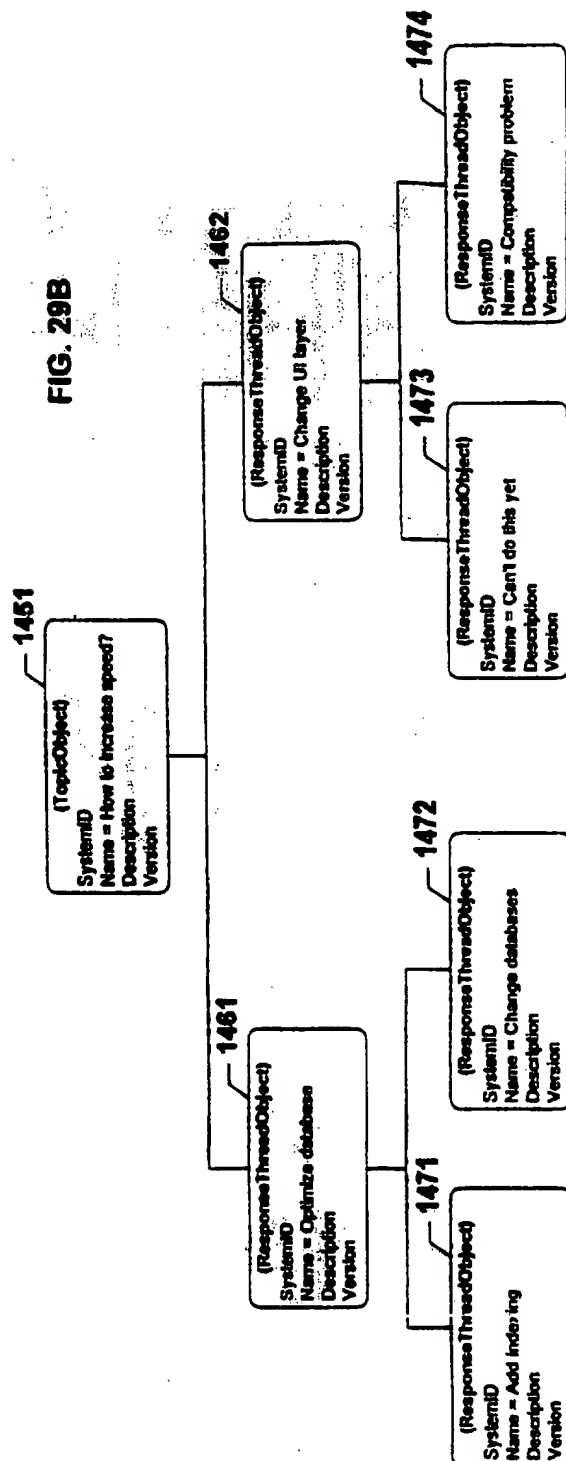 FIG. 29B
1451
(TopicObject)
SystemID
Name = How to increase speed?
Description
Version
1461
(ResponseThreadObject)
SystemID
Name = Optimize database
Description
Version
1462
(ResponseThreadObject)
SystemID
Name = Change UI layer
Description
Version
1471
(ResponseThreadObject)
SystemID
Name = Add indexing
Description
Version
1472
(ResponseThreadObject)
SystemID
Name = Change databases
Description
Version
1473
(ResponseThreadObject)
SystemID
Name = Can't do this yet
Description
Version
1474
(ResponseThreadObject)
SystemID
Name = Compatibility problem
Description
Version